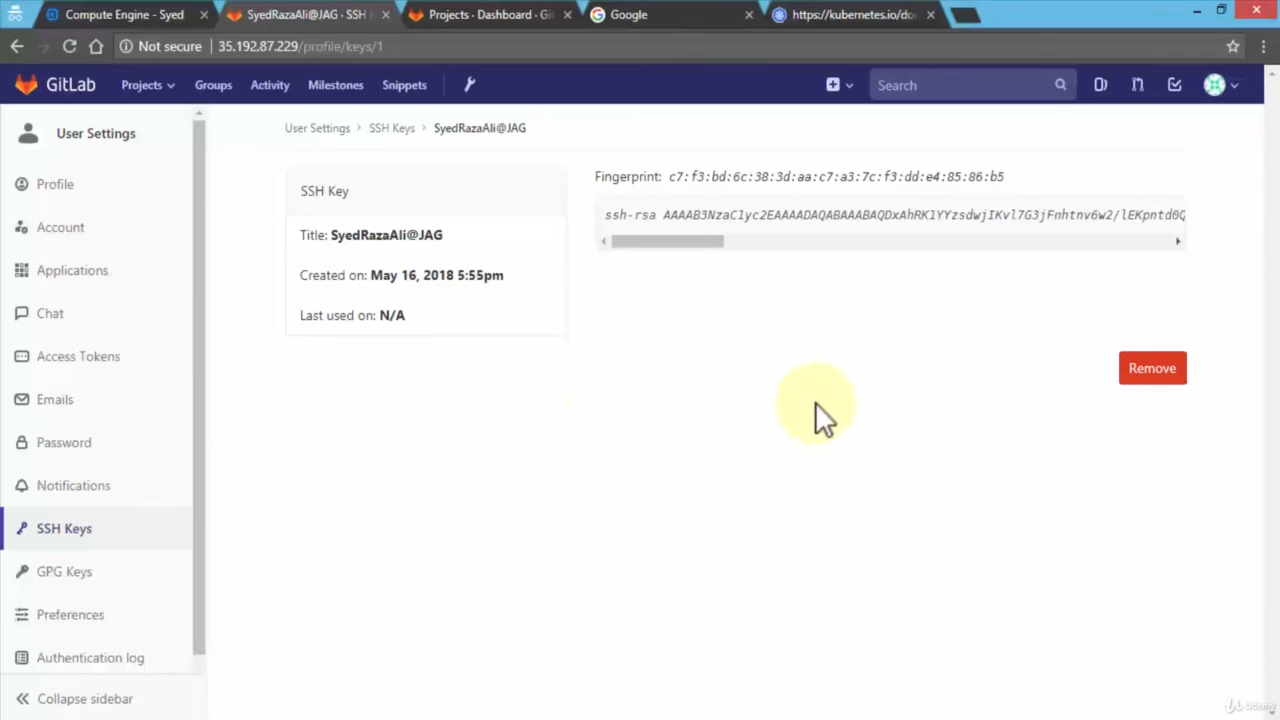 Compute Engine - Syed
SyedRazaAli@JAG · SSH K
Projects · Dashboard · Git
Google
https://kubernetes.io/do
Not secure 35.192.87.229/profile/keys/1
GitLab Projects Groups Activity Milestones Snippets Search
User Settings
Profile
Account
Applications
Chat
Access Tokens
Emails
Password
Notifications
SSH Keys
GPG Keys
Preferences
Authentication log
Collapse sidebar
User Settings > SSH Keys > SyedRazaAli@JAG
SSH Key
Title: SyedRazaAli@JAG
Created on: May 16, 2018 5:55pm
Last used on: N/A
Fingerprint: c7:f3:bd:6c:38:3d:aa:c7:a3:7c:f3:dd:e4:85:86:b5
ssh-rsa AAAAB3NzaC1yc2EAAAADAQABAAABAQDxAhRK1YYzsdwjIKvl7G3jFnhtnv6w2/lEKpntd0Q
Remove
Udemy